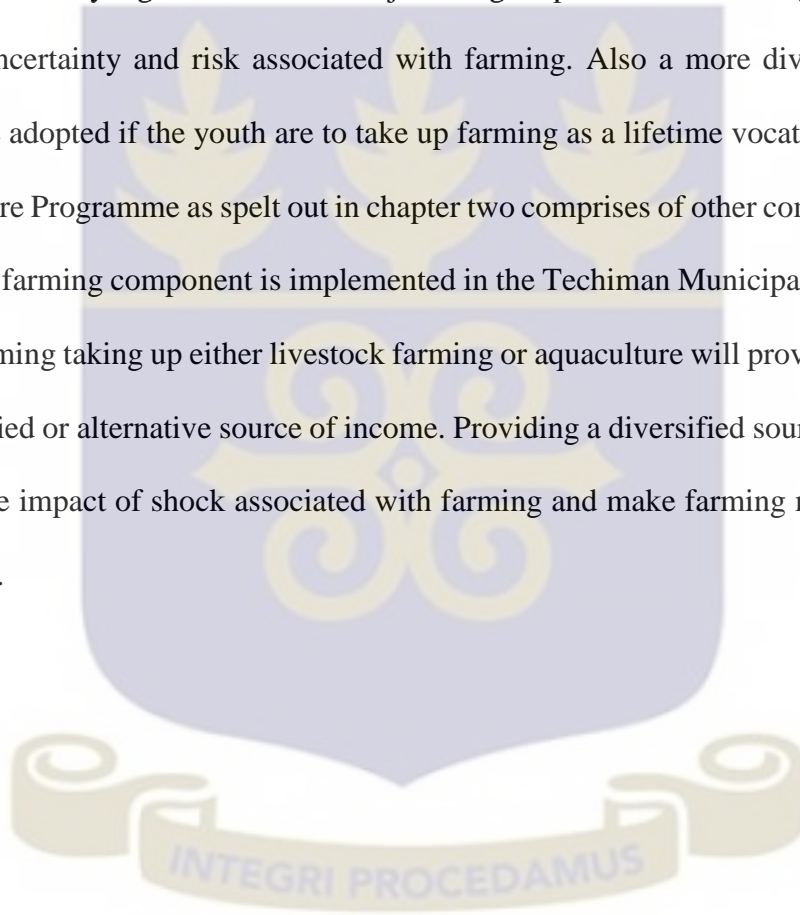 ncertainty and risk associated with farming. Also a more div
adopted if the youth are to take up farming as a lifetime vocat
re Programme as spelt out in chapter two comprises of other con
farming component is implemented in the Techiman Municipa
ming taking up either livestock farming or aquaculture will prov
ied or alternative source of income. Providing a diversified sour
e impact of shock associated with farming and make farming
.
INTEGRI PROCEDAMUS